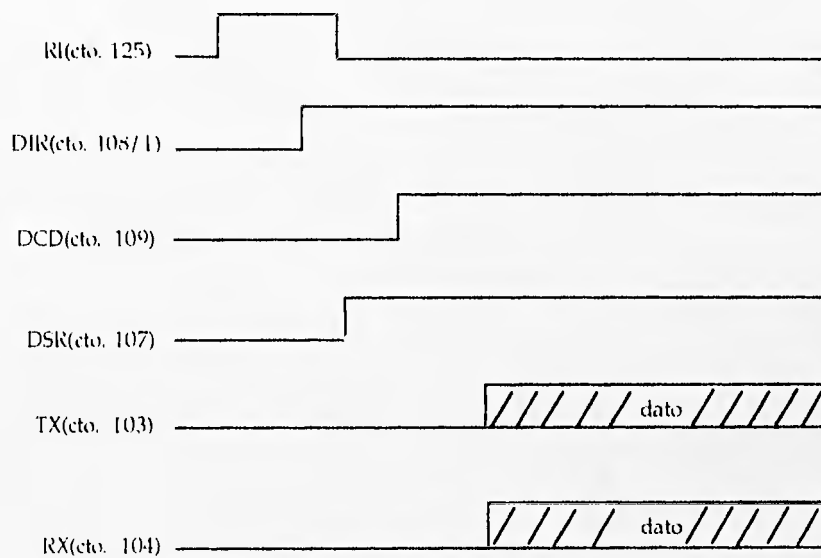 RI(cto. 125)
DIR(cto. 108/1)
DCD(cto. 109)
DSR(cto. 107)
TX(cto. 103)
dato
RX(cto. 104)
dato